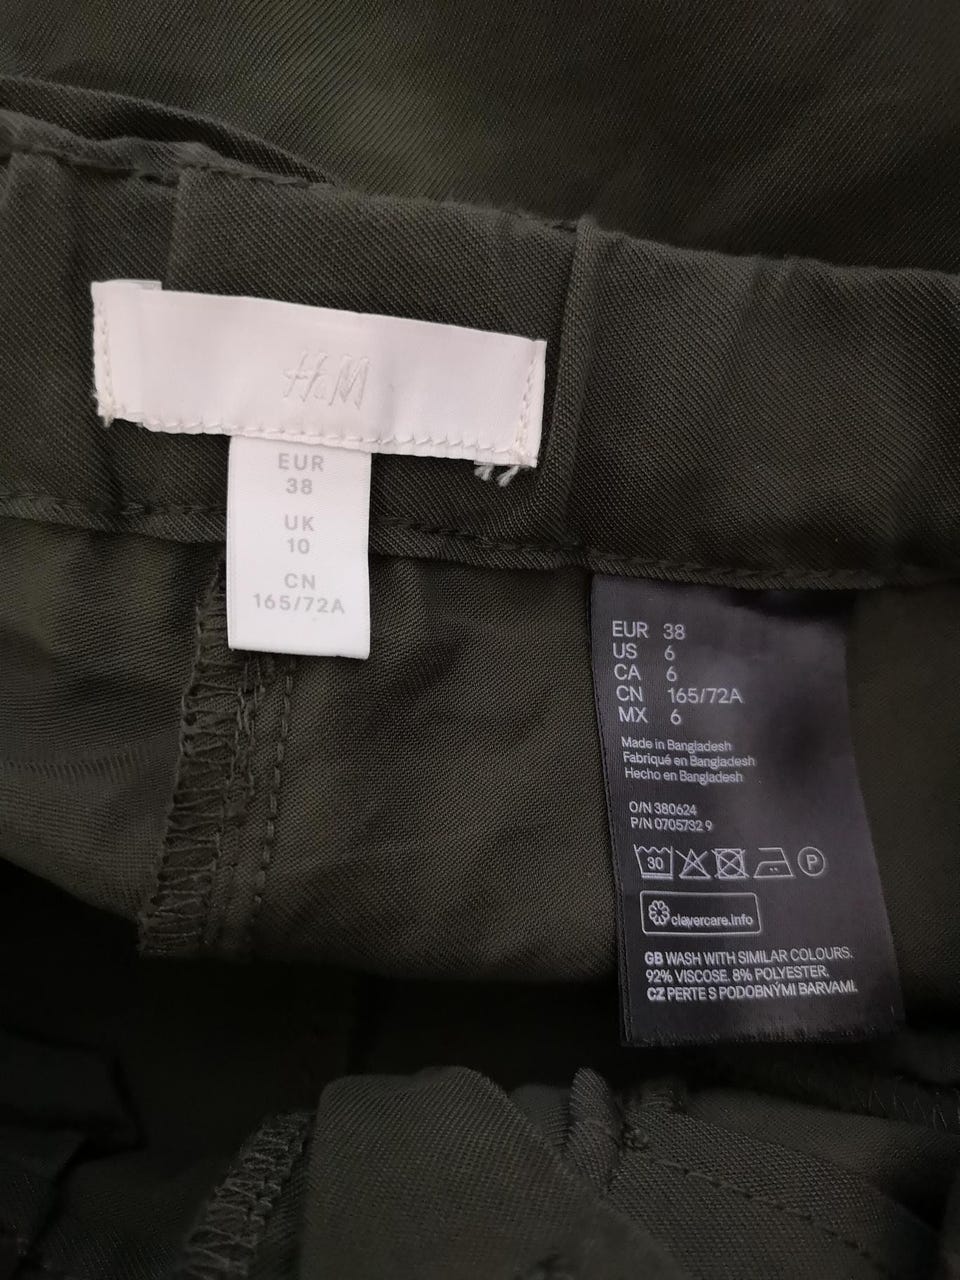 H&M
EUR
38
UK
10
CN
165/72A
EUR 38
US 6
CA 6
CN 165/72A
MX 6
Made in Bangladesh
Fabriqué en Bangladesh
Hecho en Bangladesh
O/N 380624
P/N 0705732 9
30 P
clevercare.info
GB WASH WITH SIMILAR COLOURS.
92% VISCOSE. 8% POLYESTER.
CZ PERTE S PODOBNÝMI BARVAMI.